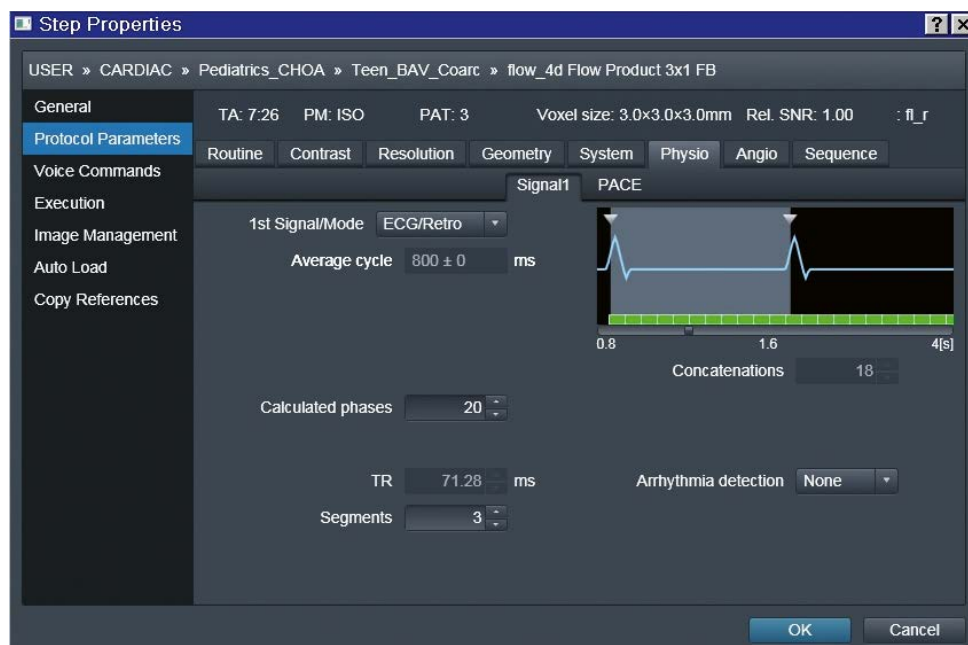 Step Properties
USER » CARDIAC » Pediatrics_CHOA » Teen_BAV_Coarc » flow_4d Flow Product 3x1 FB
General
Protocol Parameters
Voice Commands
Execution
Image Management
Auto Load
Copy References
TA: 7:26 PM: ISO PAT: 3 Voxel size: 3.0×3.0×3.0mm Rel. SNR: 1.00 : fl_r
Routine Contrast Resolution Geometry System Physio Angio Sequence
Signal1 PACE
1st Signal/Mode ECG/Retro
Average cycle 800 ± 0 ms
0.8 1.6 4[s]
Concatenations 18
Calculated phases 20
TR 71.28 ms Arrhythmia detection None
Segments 3
OK Cancel